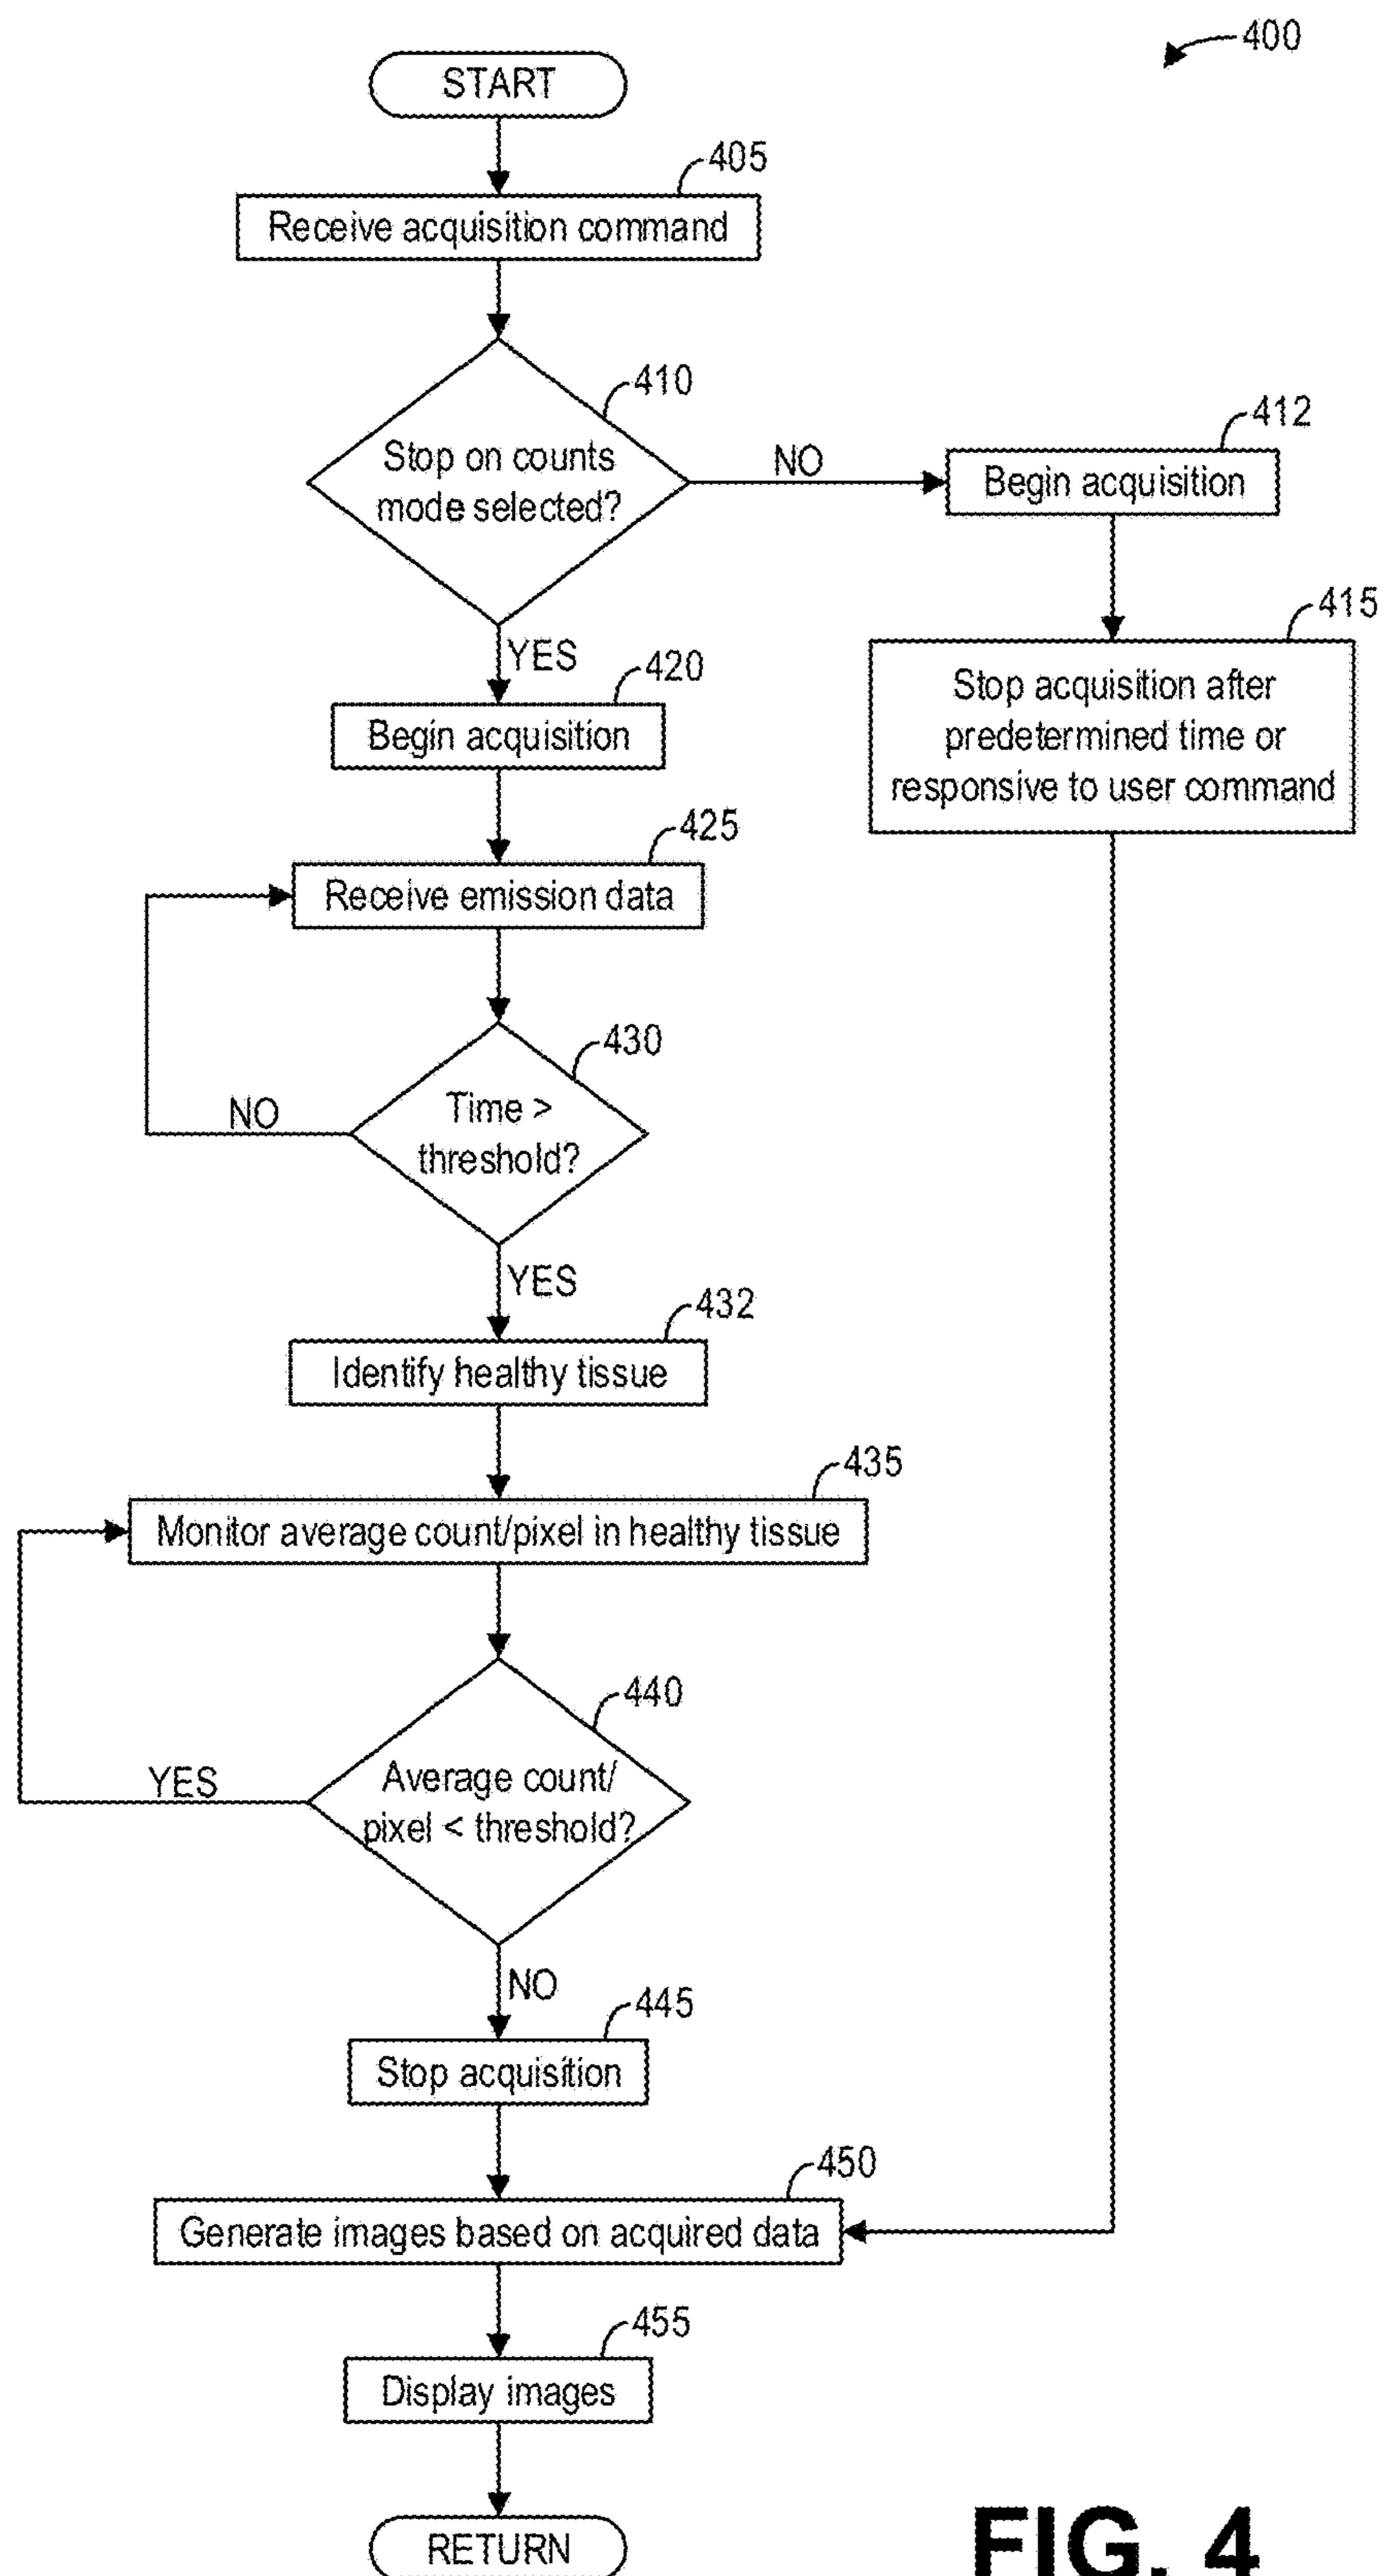 400
START
405
Receive acquisition command
410
Stop on counts
mode selected?
NO
412
Begin acquisition
415
Stop acquisition after
predetermined time or
responsive to user command
YES
420
Begin acquisition
425
Receive emission data
430
Time >
threshold?
NO
YES
432
Identify healthy tissue
435
Monitor average count/pixel in healthy tissue
440
Average count/
pixel < threshold?
YES
NO
445
Stop acquisition
450
Generate images based on acquired data
455
Display images
RETURN
FIG. 4